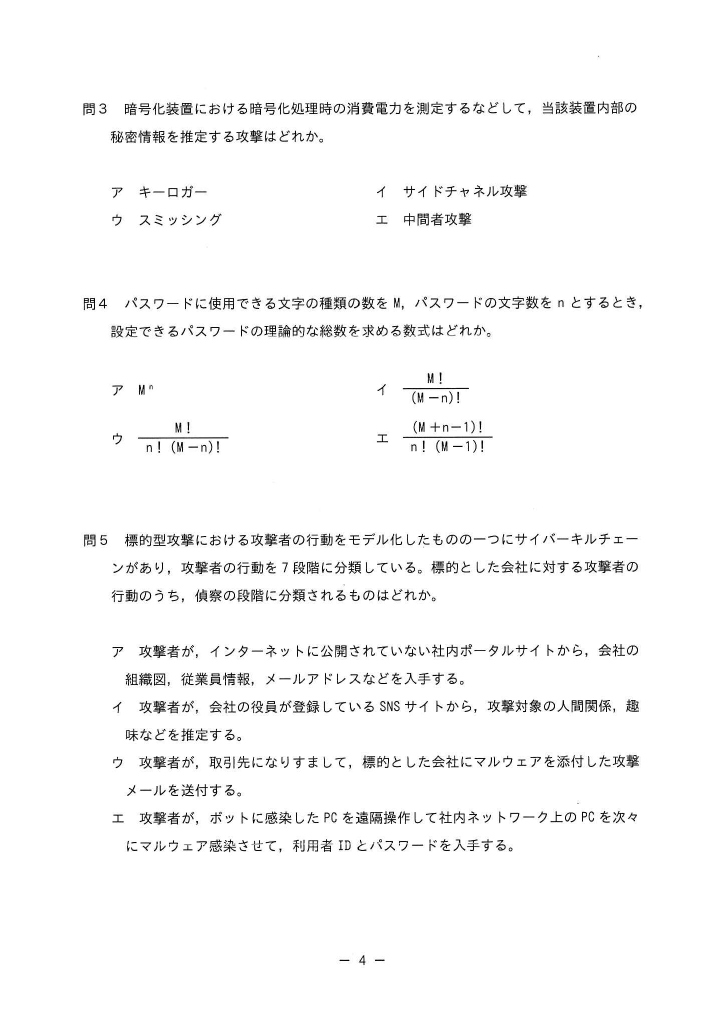 問３　暗号化装置における暗号化処理時の消費電力を測定するなどして，当該装置内部の
秘密情報を推定する攻撃はどれか。
ア　キーロガー　イ　サイドチャネル攻撃
ウ　スミッシング　エ　中間者攻撃
問４　パスワードに使用できる文字の種類の数を M，パスワードの文字数を n とするとき，
設定できるパスワードの理論的な総数を求める数式はどれか。
ア　Mⁿ　イ　M！／(M－n)！
ウ　M！／n！(M－n)！　エ　(M＋n－1)！／n！(M－1)！
問５　標的型攻撃における攻撃者の行動をモデル化したものの一つにサイバーキルチェー
ンがあり，攻撃者の行動を７段階に分類している。標的とした会社に対する攻撃者の
行動のうち，偵察の段階に分類されるものはどれか。
ア　攻撃者が，インターネットに公開されていない社内ポータルサイトから，会社の
組織図，従業員情報，メールアドレスなどを入手する。
イ　攻撃者が，会社の役員が登録している SNS サイトから，攻撃対象の人間関係，趣
味などを推定する。
ウ　攻撃者が，取引先になりすまして，標的とした会社にマルウェアを添付した攻撃
メールを送付する。
エ　攻撃者が，ボットに感染した PC を遠隔操作して社内ネットワーク上の PC を次々
にマルウェア感染させて，利用者 ID とパスワードを入手する。
－ 4 －